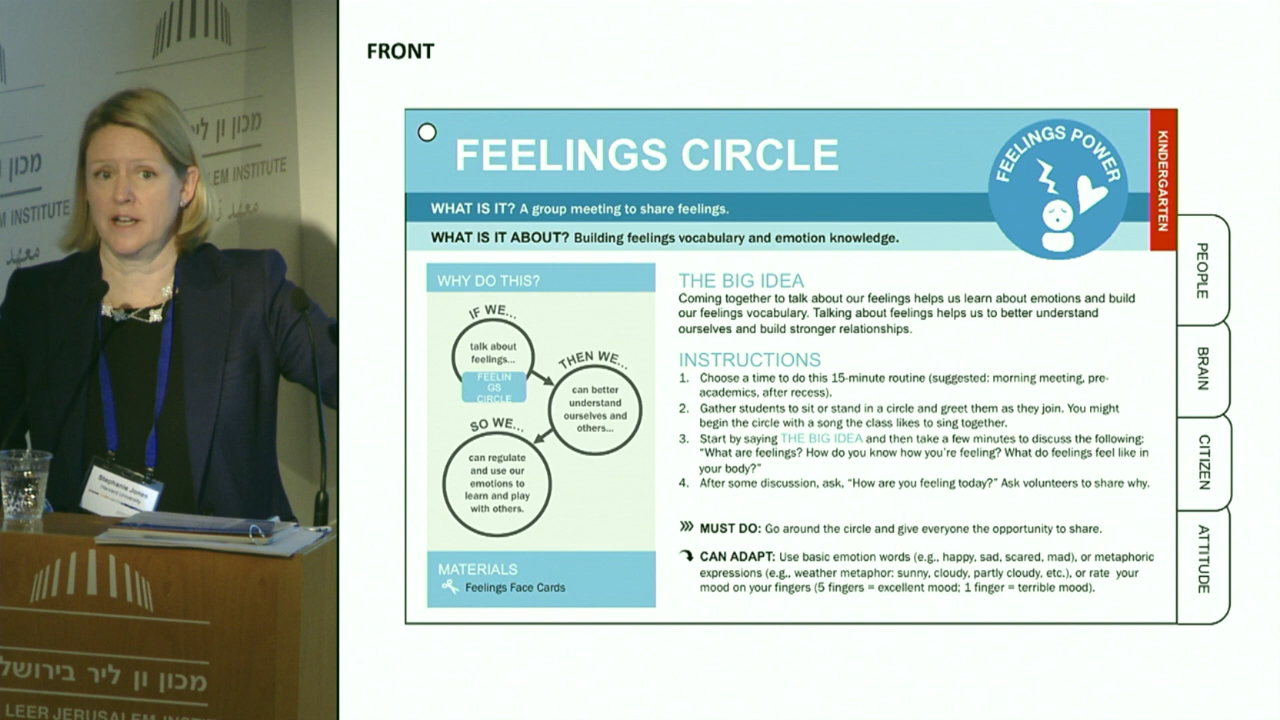 מכון ון לי
EM INSTITUTE
معهد
מכון
M INSTITUTE
معهد
Stephanie Jones
Harvard University
מכון ון ליר בירושל
LEER JERUSALEM INST
FRONT
FEELINGS CIRCLE
FEELINGS POWER
KINDERGARTEN
WHAT IS IT? A group meeting to share feelings.
WHAT IS IT ABOUT? Building feelings vocabulary and emotion knowledge.
WHY DO THIS?
IF WE...
talk about
feelings...
FEELIN
GS
CIRCLE
THEN WE...
can better
understand
ourselves and
others...
SO WE...
can regulate
and use our
emotions to
learn and play
with others.
MATERIALS
Feelings Face Cards
THE BIG IDEA
Coming together to talk about our feelings helps us learn about emotions and build
our feelings vocabulary. Talking about feelings helps us to better understand
ourselves and build stronger relationships.
INSTRUCTIONS
1. Choose a time to do this 15-minute routine (suggested: morning meeting, pre-
academics, after recess).
2. Gather students to sit or stand in a circle and greet them as they join. You might
begin the circle with a song the class likes to sing together.
3. Start by saying THE BIG IDEA and then take a few minutes to discuss the following:
“What are feelings? How do you know how you're feeling? What do feelings feel like in
your body?”
4. After some discussion, ask, “How are you feeling today?” Ask volunteers to share why.
MUST DO: Go around the circle and give everyone the opportunity to share.
CAN ADAPT: Use basic emotion words (e.g., happy, sad, scared, mad), or metaphoric
expressions (e.g., weather metaphor: sunny, cloudy, partly cloudy, etc.), or rate your
mood on your fingers (5 fingers = excellent mood; 1 finger = terrible mood).
PEOPLE
BRAIN
CITIZEN
ATTITUDE